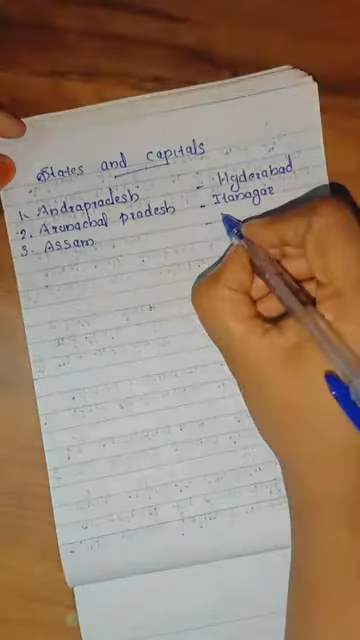 States and Capitals
1. Andrapradesh - Hyderabad
2. Arunachal pradesh - Itanagar
3. Assam -